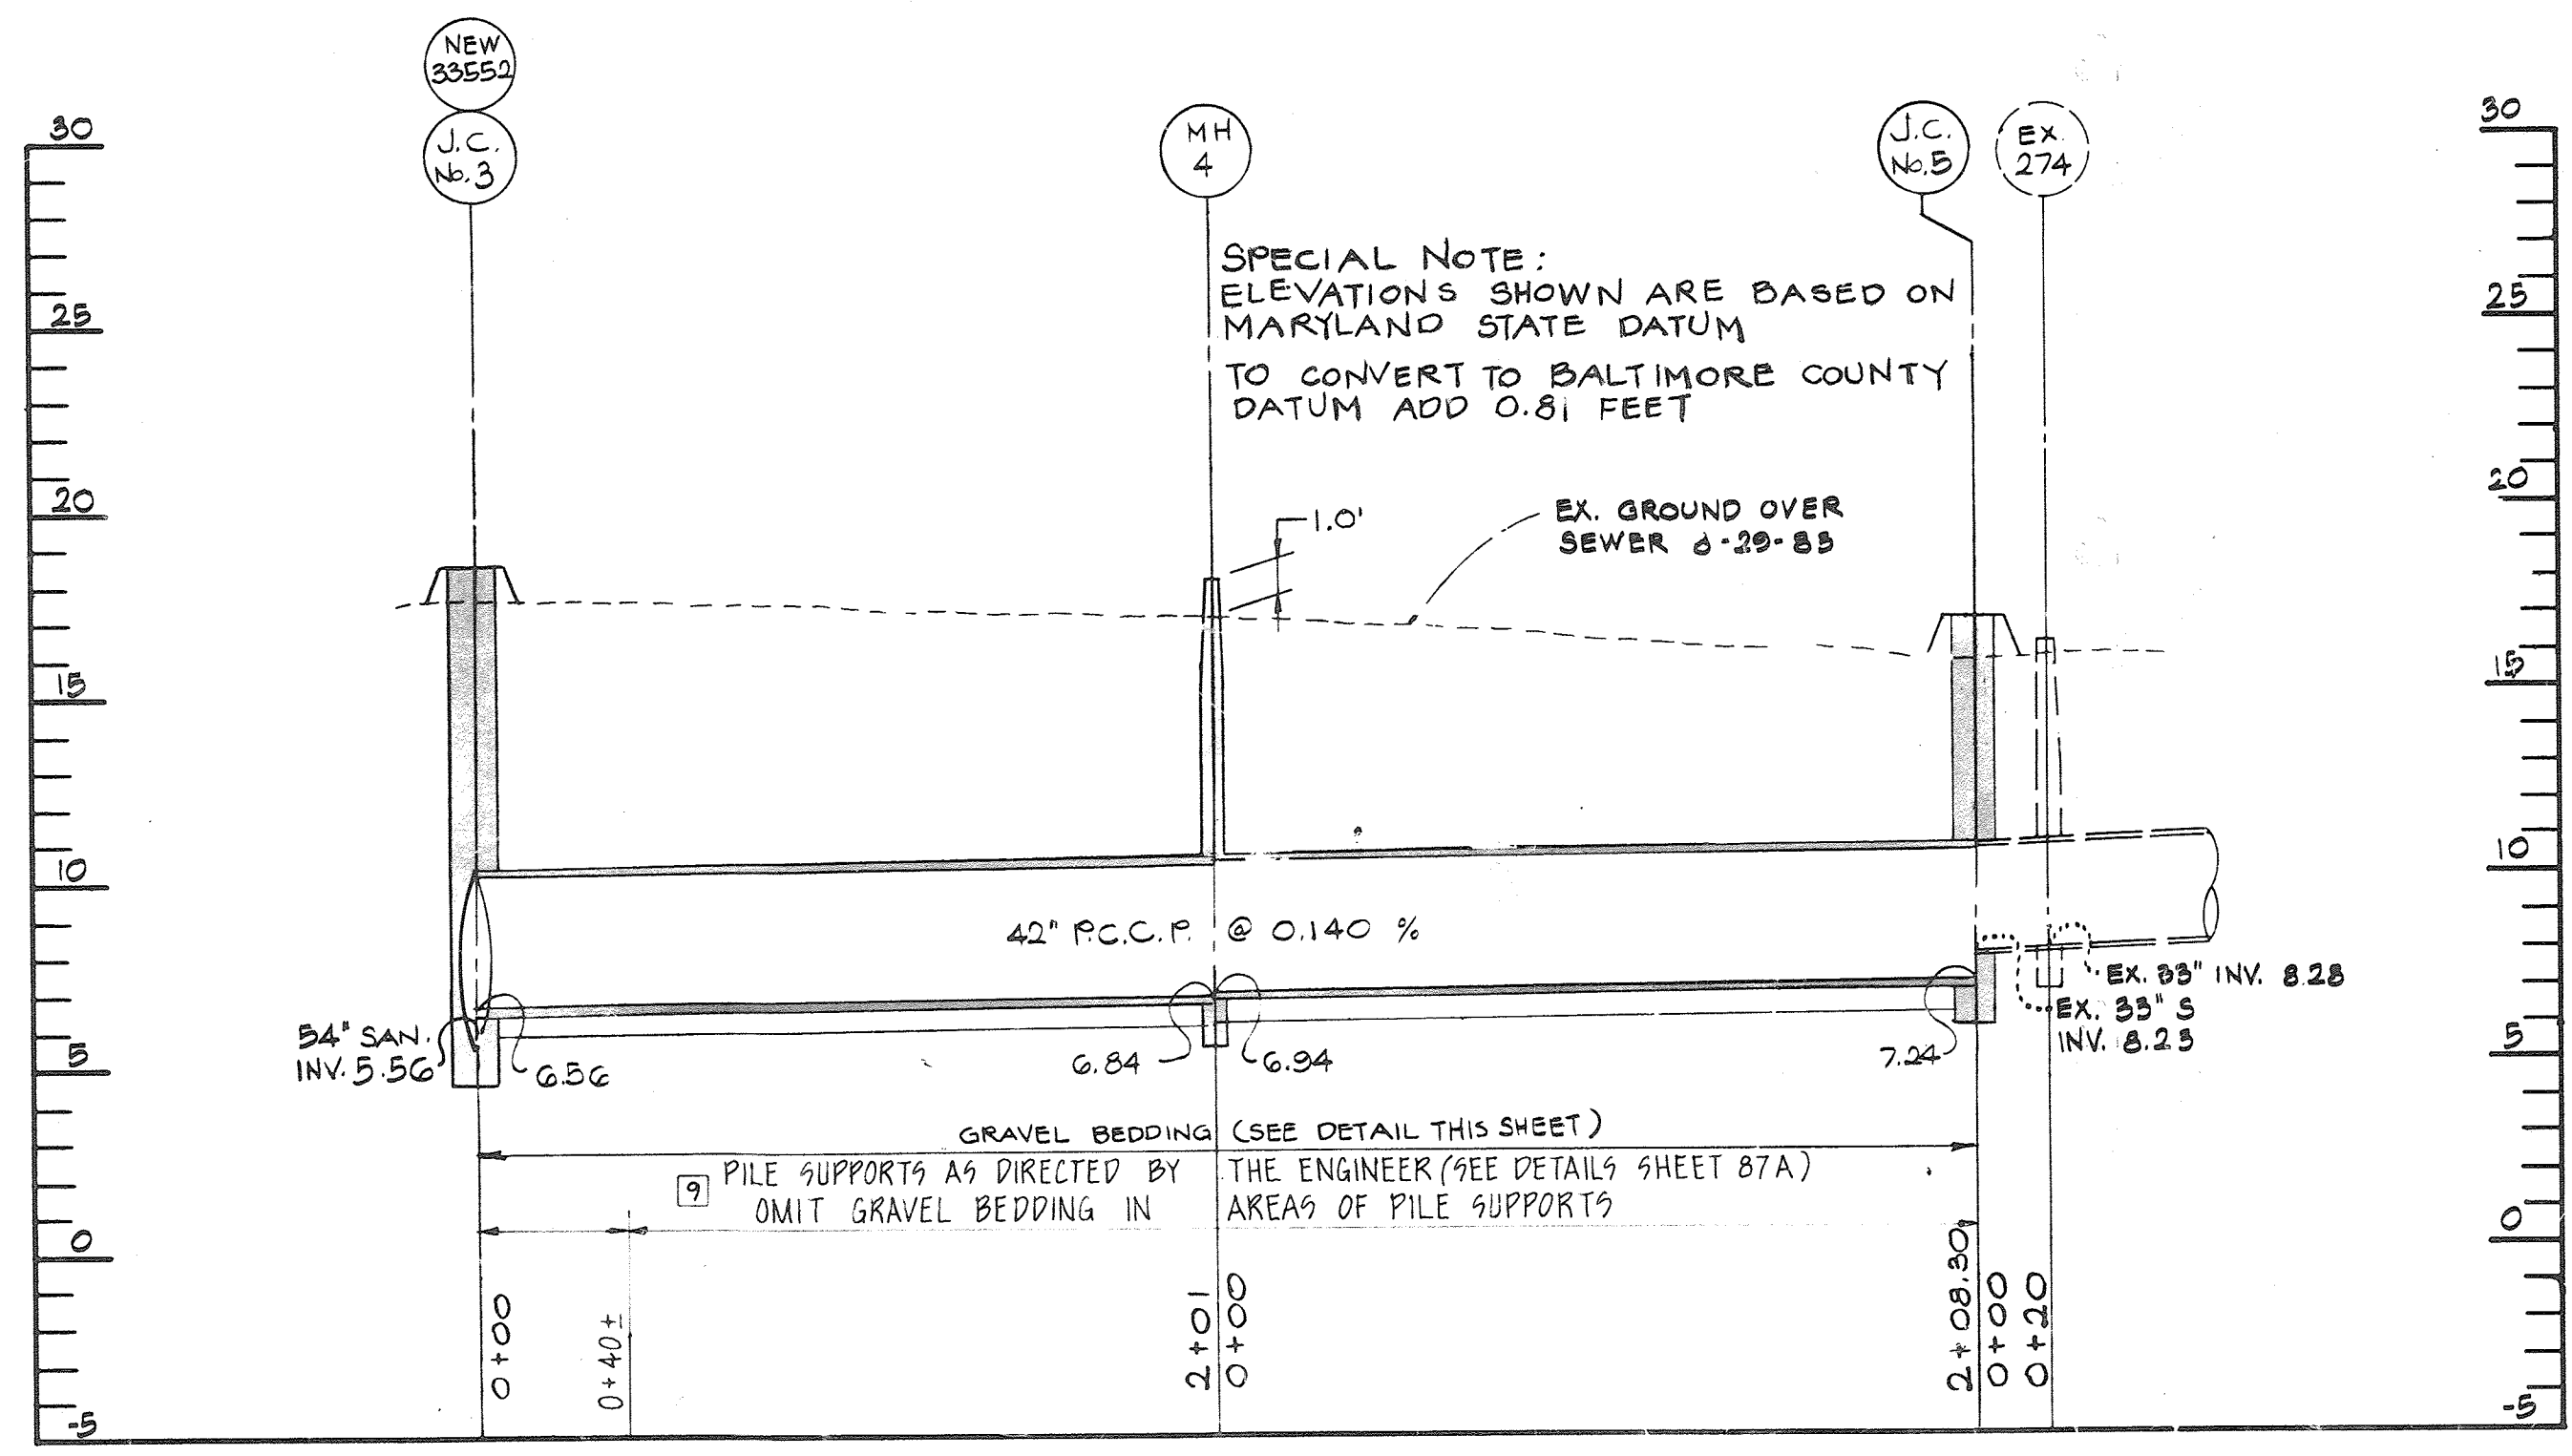 NEW
33552
J.C.
No. 3
MH
4
J.C.
No. 5
EX.
274
30
25
20
15
10
5
0
-5
30
25
20
15
10
5
0
-5
SPECIAL NOTE:
ELEVATIONS SHOWN ARE BASED ON
MARYLAND STATE DATUM
TO CONVERT TO BALTIMORE COUNTY
DATUM ADD 0.81 FEET
1.0'
EX. GROUND OVER
SEWER -29-83
42" P.C.C.P. @ 0.140 %
54" SAN.
INV. 5.56
6.56
6.84
6.94
7.24
EX. 33" INV. 8.28
EX. 33" S
INV. 8.23
GRAVEL BEDDING (SEE DETAIL THIS SHEET)
9
PILE SUPPORTS AS DIRECTED BY THE ENGINEER (SEE DETAILS SHEET 87A)
OMIT GRAVEL BEDDING IN AREAS OF PILE SUPPORTS
0+00
0+40±
2+01
0+00
2+08.30
0+00
0+20